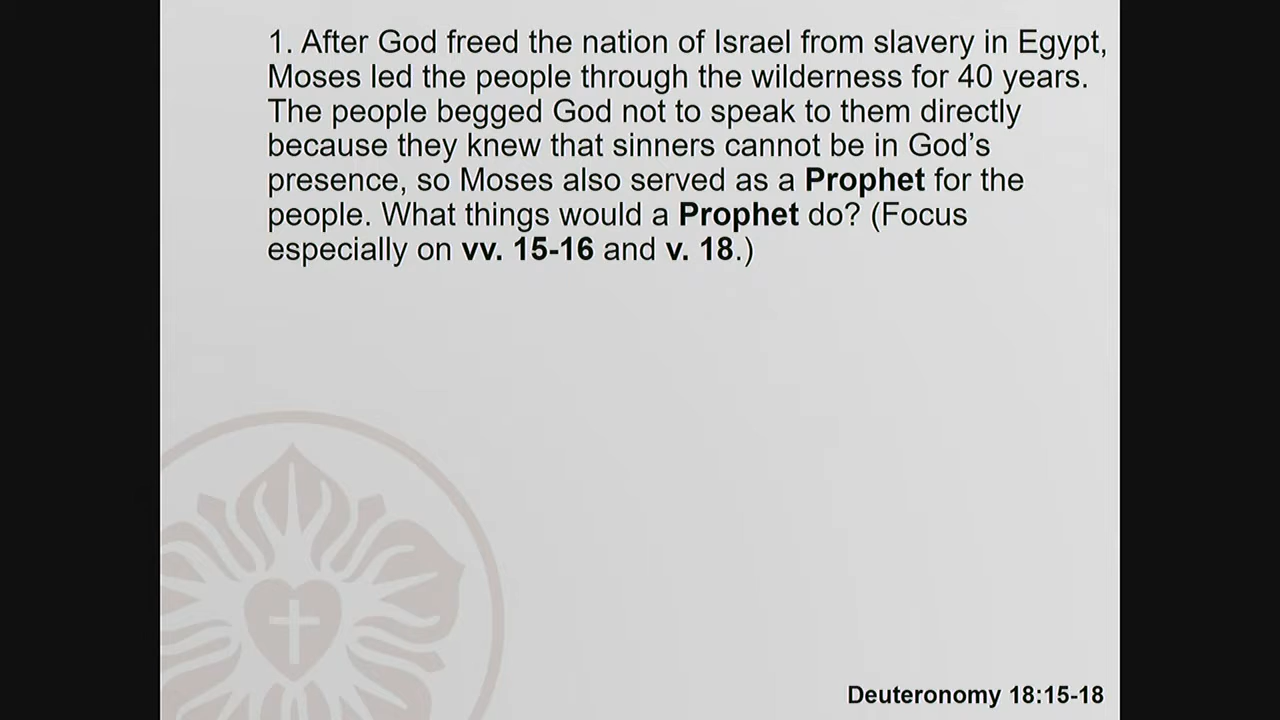 1. After God freed the nation of Israel from slavery in Egypt,
Moses led the people through the wilderness for 40 years.
The people begged God not to speak to them directly
because they knew that sinners cannot be in God’s
presence, so Moses also served as a Prophet for the
people. What things would a Prophet do? (Focus
especially on vv. 15-16 and v. 18.)
Deuteronomy 18:15-18